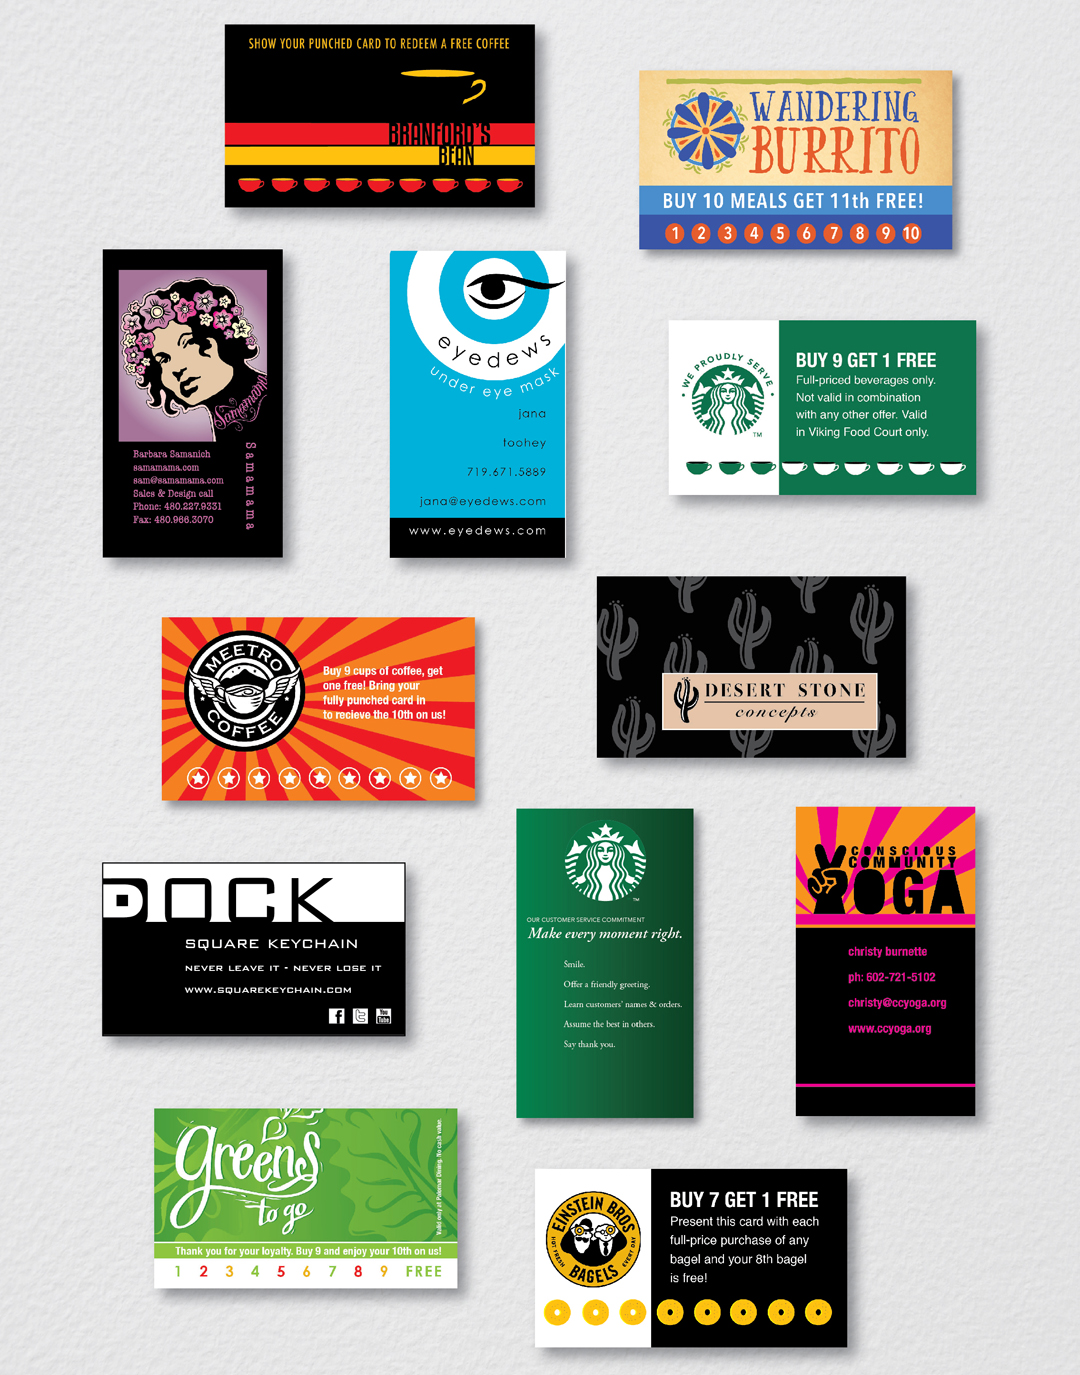 SHOW YOUR PUNCHED CARD TO REDEEM A FREE COFFEE
BRANFORD'S
BEAN
WANDERING
BURRITO
BUY 10 MEALS GET 11th FREE!
1 2 3 4 5 6 7 8 9 10
Samamama
Barbara Samanich
samamama.com
sam@samamama.com
Sales & Design call
Phone: 480.227.9331
Fax: 480.966.3070
Samamama
eyedews
under eye mask
jana
toohey
719.671.5889
jana@eyedews.com
www.eyedews.com
• WE PROUDLY SERVE •
TM
BUY 9 GET 1 FREE
Full-priced beverages only.
Not valid in combination
with any other offer. Valid
in Viking Food Court only.
MEETRO
COFFEE
Buy 9 cups of coffee, get
one free! Bring your
fully punched card in
to recieve the 10th on us!
DESERT STONE
concepts
DOCK
SQUARE KEYCHAIN
NEVER LEAVE IT - NEVER LOSE IT
WWW.SQUAREKEYCHAIN.COM
f t You
Tube
TM
OUR CUSTOMER SERVICE COMMITMENT
Make every moment right.
Smile.
Offer a friendly greeting.
Learn customers' names & orders.
Assume the best in others.
Say thank you.
CONSCIOUS
COMMUNITY
YOGA
christy burnette
ph: 602-721-5102
christy@ccyoga.org
www.ccyoga.org
greens
to go
Valid only at Palomar Dining. No cash value.
Thank you for your loyalty. Buy 9 and enjoy your 10th on us!
1 2 3 4 5 6 7 8 9 FREE
EINSTEIN BROS
HOT FRESH
EVERY DAY
BAGELS
BUY 7 GET 1 FREE
Present this card with each
full-price purchase of any
bagel and your 8th bagel
is free!